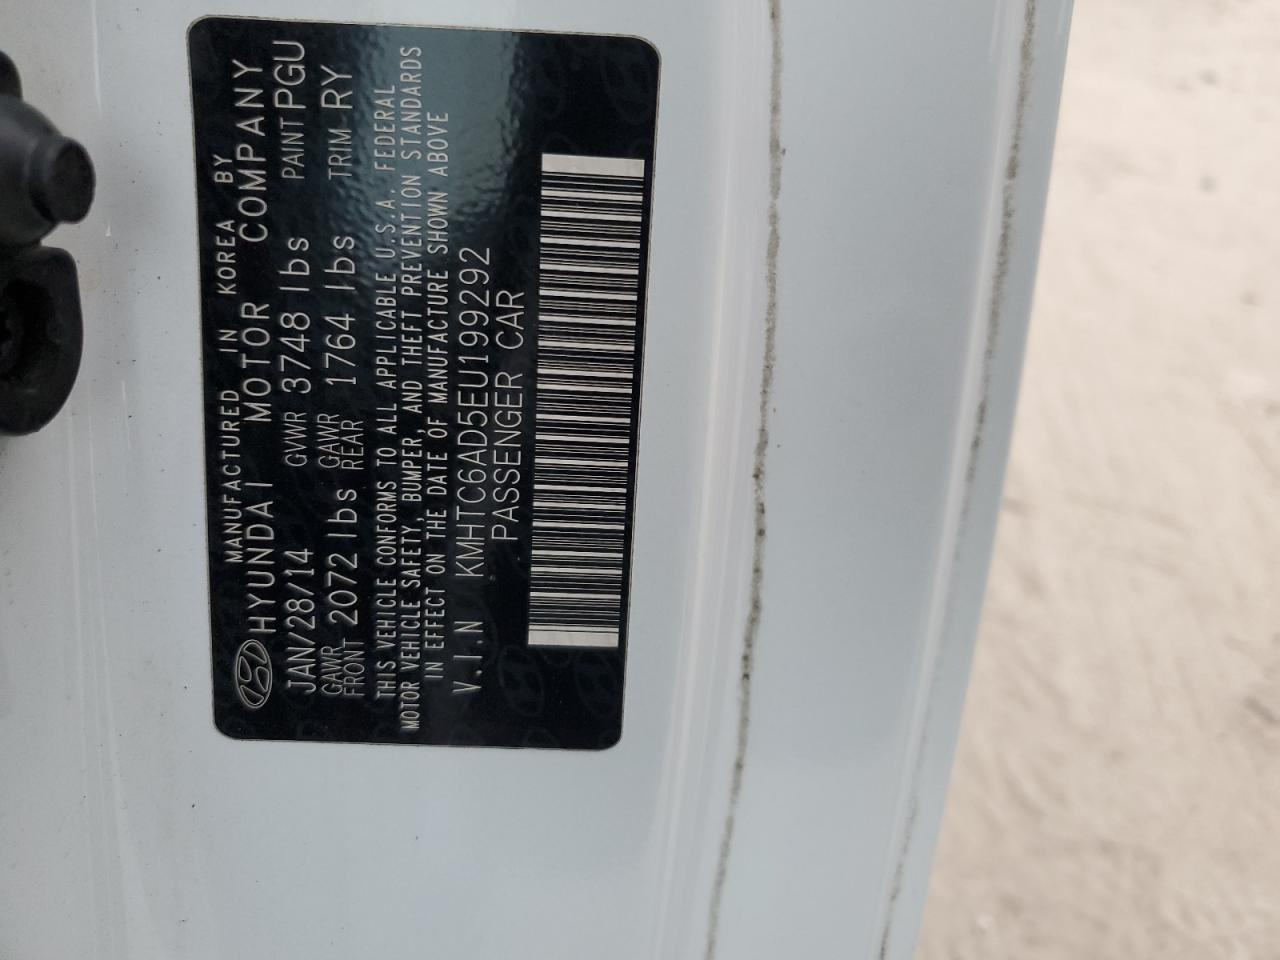 MANUFACTURED IN KOREA BY
HYUNDAI MOTOR COMPANY
JAN/28/14 GVWR 3748 lbs PAINT PGU
GAWR FRONT 2072 lbs GAWR REAR 1764 lbs TRIM RY
THIS VEHICLE CONFORMS TO ALL APPLICABLE U.S.A. FEDERAL
MOTOR VEHICLE SAFETY, BUMPER, AND THEFT PREVENTION STANDARDS
IN EFFECT ON THE DATE OF MANUFACTURE SHOWN ABOVE
V.I.N KMHTC6AD5EU199292
PASSENGER CAR